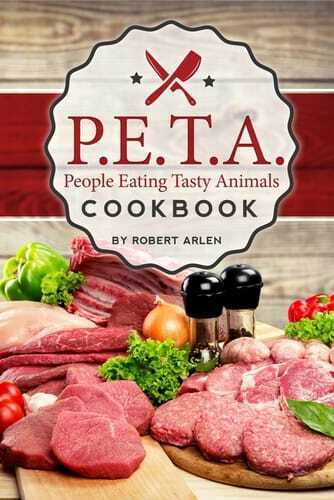 P.E.T.A.
People Eating Tasty Animals
COOKBOOK
BY ROBERT ARLEN